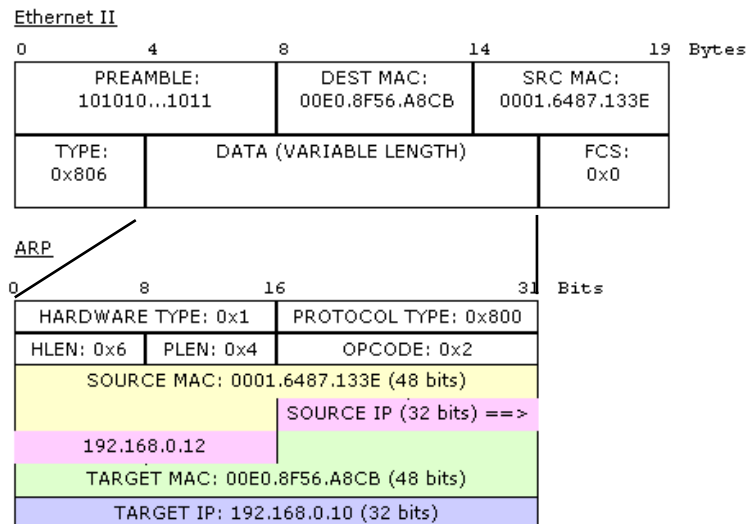 Ethernet II
0 4 8 14 19 Bytes
PREAMBLE: DEST MAC: SRC MAC:
101010...1011 00E0.8F56.A8CB 0001.6487.133E
TYPE: DATA (VARIABLE LENGTH) FCS:
0x806 0x0
ARP
0 8 16 31 Bits
HARDWARE TYPE: 0x1 PROTOCOL TYPE: 0x800
HLEN: 0x6 PLEN: 0x4 OPCODE: 0x2
SOURCE MAC: 0001.6487.133E (48 bits)
SOURCE IP (32 bits) ==>
192.168.0.12
TARGET MAC: 00E0.8F56.A8CB (48 bits)
TARGET IP: 192.168.0.10 (32 bits)